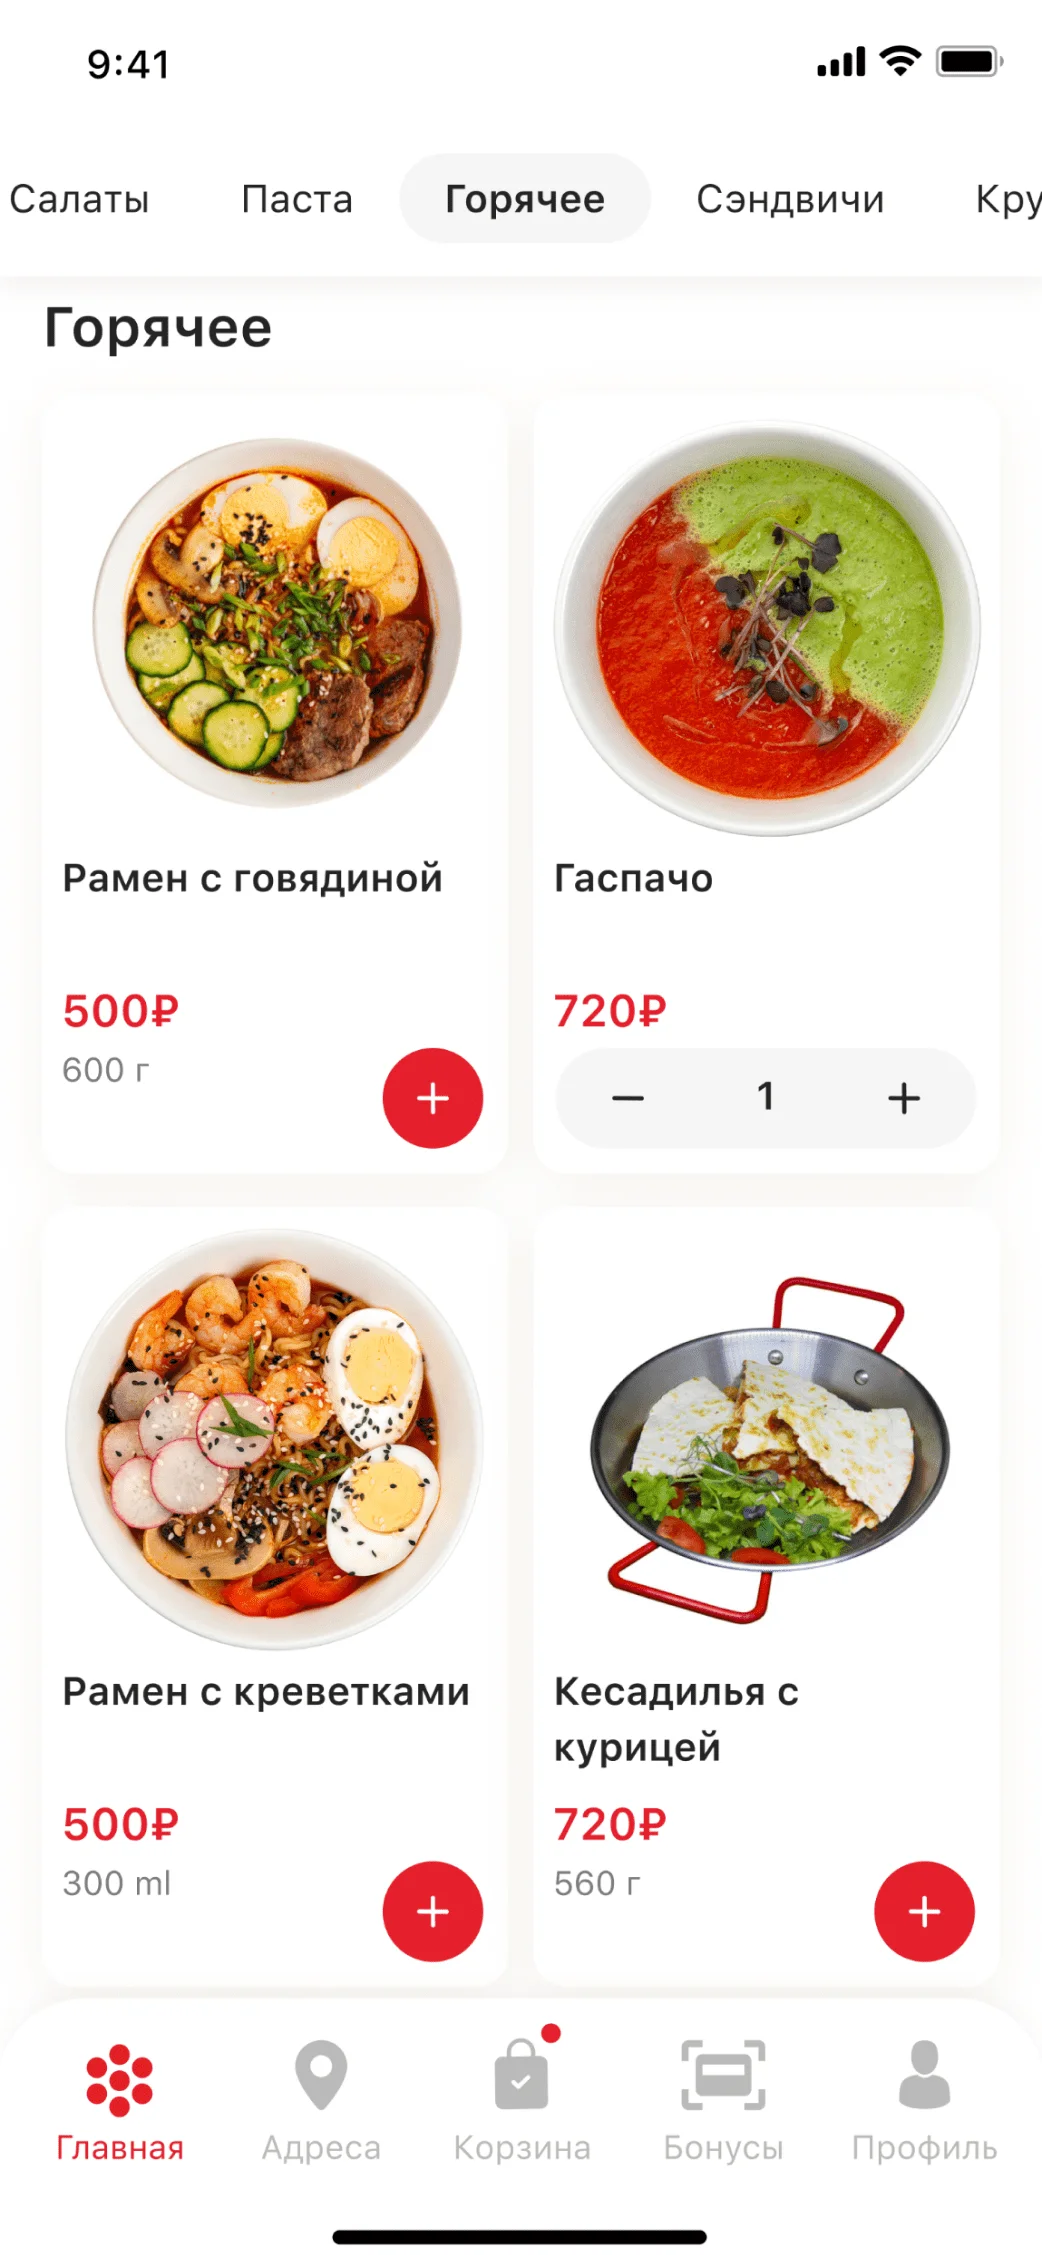 9:41
Салаты Паста Горячее Сэндвичи Кру
Горячее
Рамен с говядиной
500₽
600 г
Гаспачо
720₽
1
Рамен с креветками
500₽
300 ml
Кесадилья с
курицей
720₽
560 г
Главная Адреса Корзина Бонусы Профиль